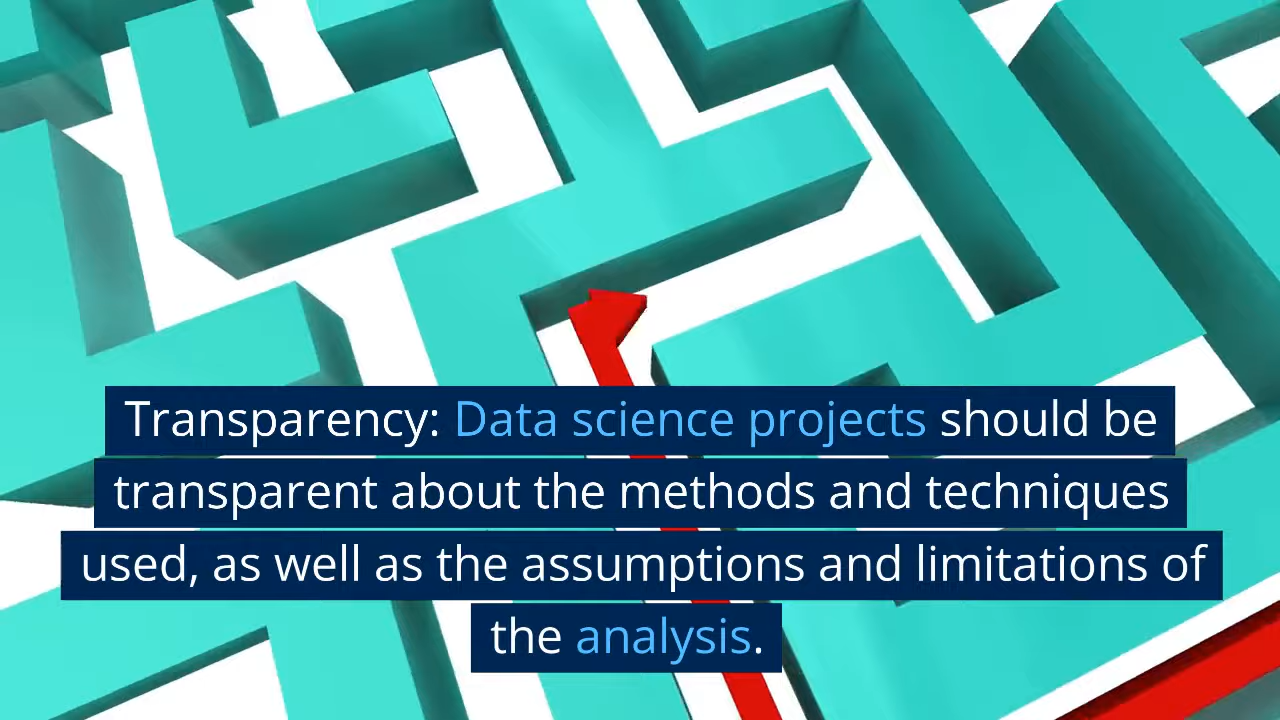 Transparency: Data science projects should be
transparent about the methods and techniques
used, as well as the assumptions and limitations of
the analysis.